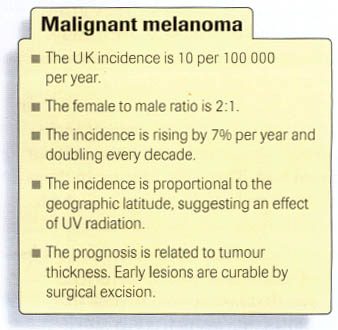 Malignant melanoma
■ The UK incidence is 10 per 100 000
per year.
■ The female to male ratio is 2:1.
■ The incidence is rising by 7% per year and
doubling every decade.
■ The incidence is proportional to the
geographic latitude, suggesting an effect
of UV radiation.
■ The prognosis is related to tumour
thickness. Early lesions are curable by
surgical excision.